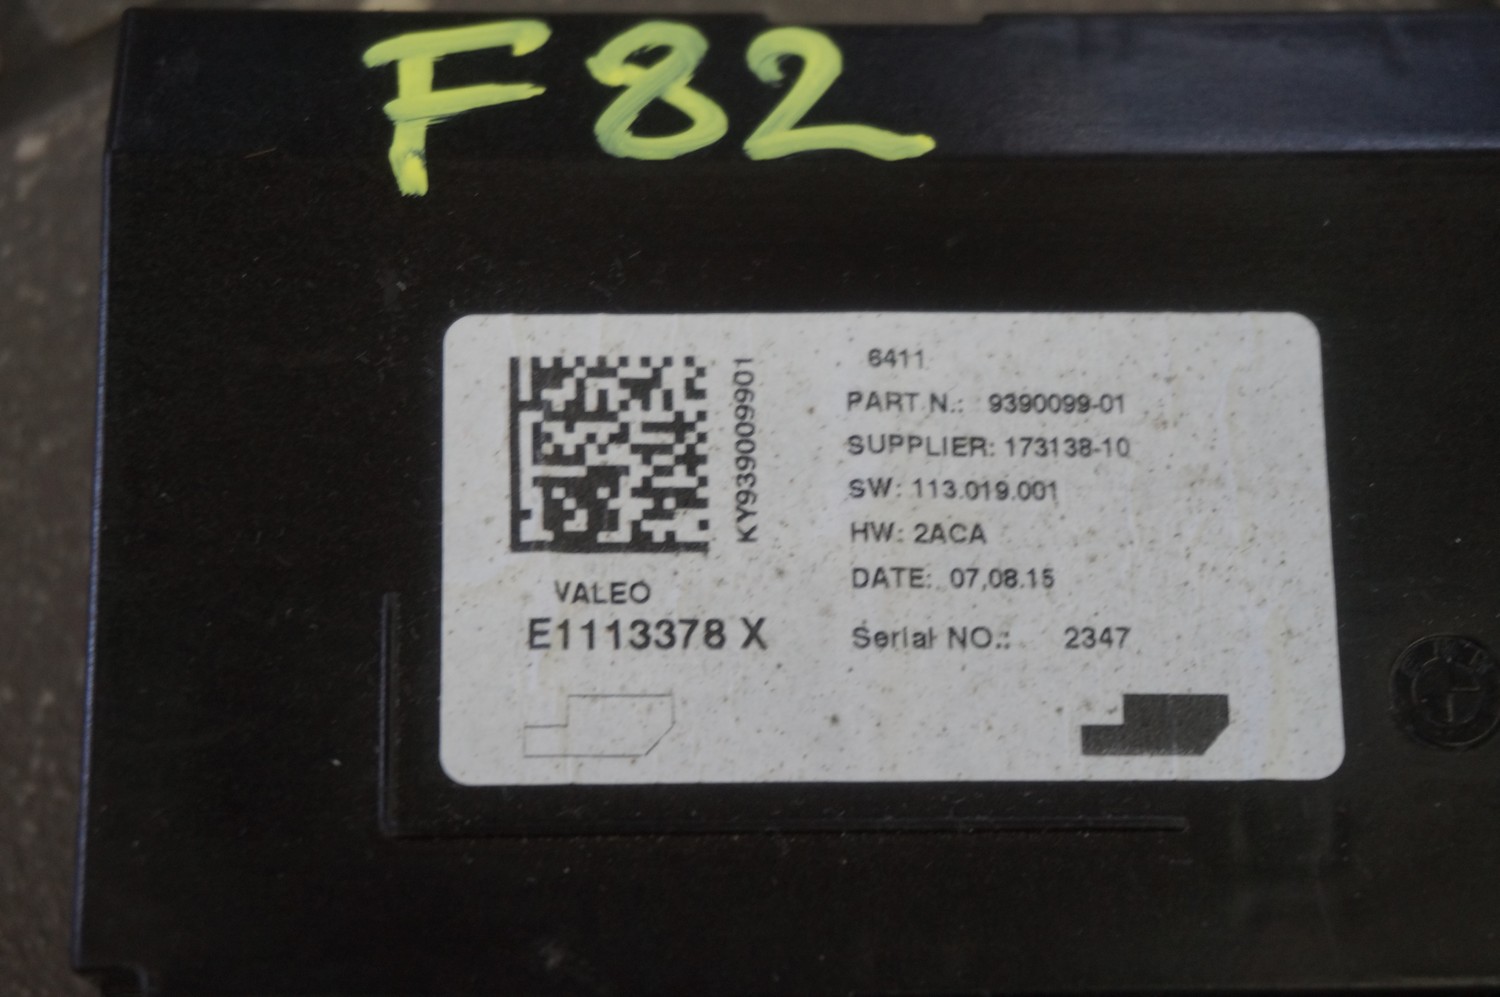 F82
KY939009901
VALEO
E1113378 X
6411
PART N.: 9390099-01
SUPPLIER: 173138-10
SW: 113.019.001
HW: 2ACA
DATE: 07,08.15
Serial NO.: 2347